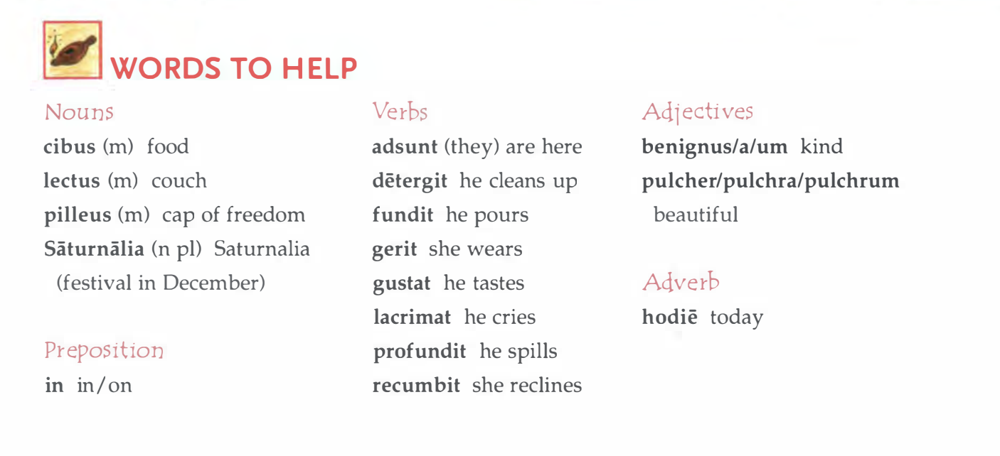 WORDS TO HELP
Nouns
cibus (m) food
lectus (m) couch
pilleus (m) cap of freedom
Sāturnālia (n pl) Saturnalia
(festival in December)
Preposition
in in/on
Verbs
adsunt (they) are here
dētergit he cleans up
fundit he pours
gerit she wears
gustat he tastes
lacrimat he cries
profundit he spills
recumbit she reclines
Adjectives
benignus/a/um kind
pulcher/pulchra/pulchrum
beautiful
Adverb
hodiē today